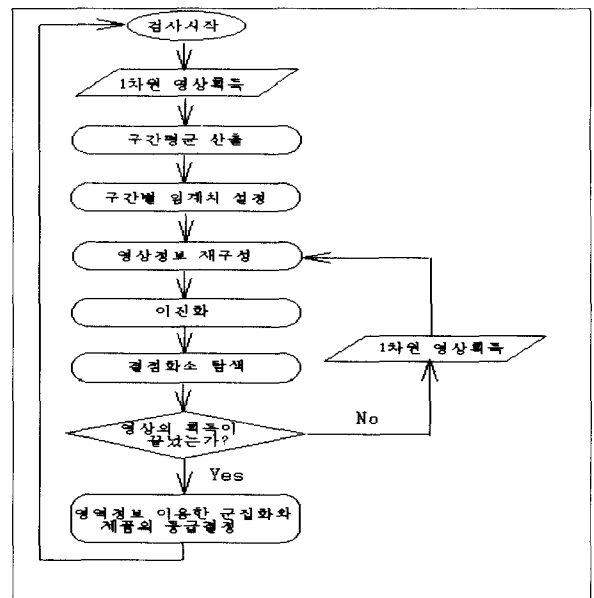 검사시작
1차원 영상획득
구간평균 산출
구간별 임계치 설정
영상정보 재구성
이진화
결점화소 탐색
1차원 영상획득
영상의 획득이
끝났는가?
No
Yes
영역정보 이용한 군집화와
제품의 등급결정